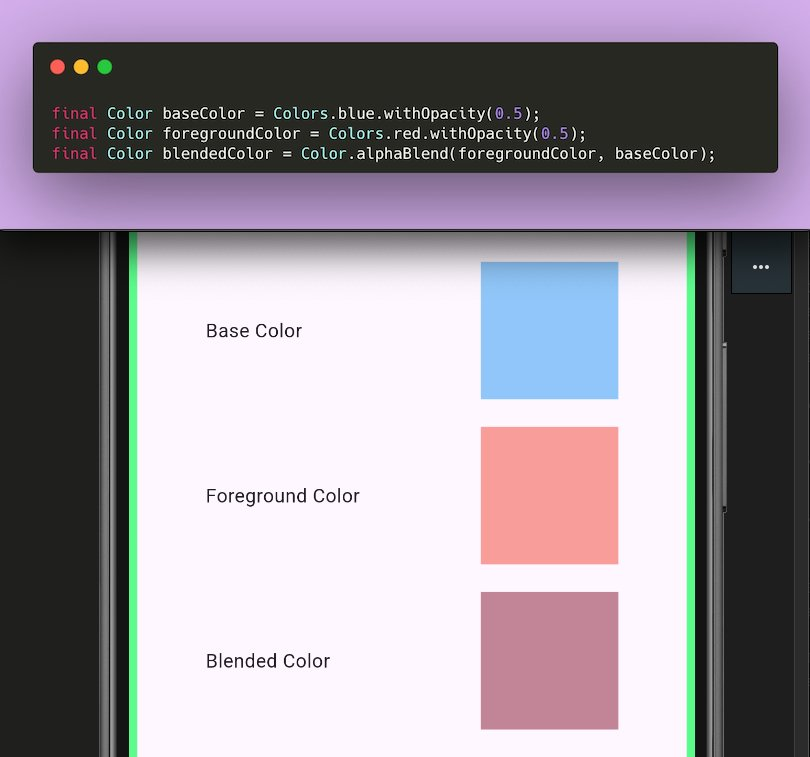 final Color baseColor = Colors.blue.withOpacity(0.5);
final Color foregroundColor = Colors.red.withOpacity(0.5);
final Color blendedColor = Color.alphaBlend(foregroundColor, baseColor);
Base Color
Foreground Color
Blended Color